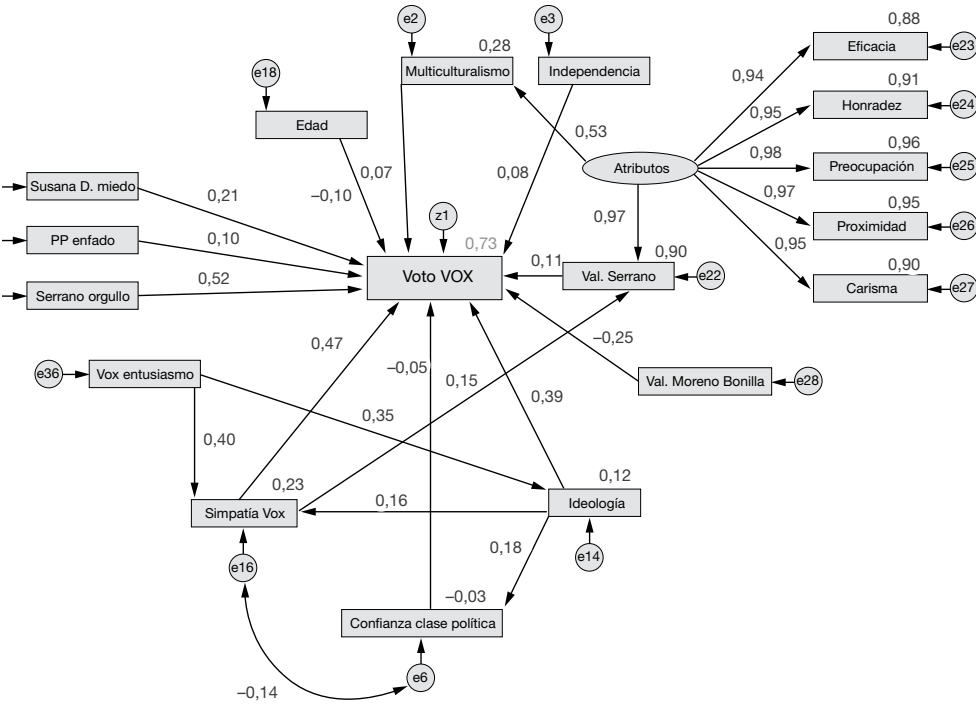 e2
e3
0,88
e18
0,28
Eficacia
e23
Multiculturalismo
Independencia
0,94
0,91
Edad
0,95
Honradez
e24
0,53
0,96
Atributos
0,98
Preocupación
e25
Susana D. miedo
0,07
0,08
0,21
–0,10
0,97
0,95
z1
0,97
Proximidad
e26
PP enfado
0,10
0,73
0,95
0,90
0,90
Voto VOX
0,11
Val. Serrano
e22
Serrano orgullo
0,52
Carisma
e27
0,47
–0,25
e36
Vox entusiasmo
–0,05
0,15
Val. Moreno Bonilla
e28
0,35
0,39
0,40
0,23
0,12
Simpatía Vox
0,16
Ideología
0,18
e14
e16
–0,03
Confianza clase política
e6
–0,14